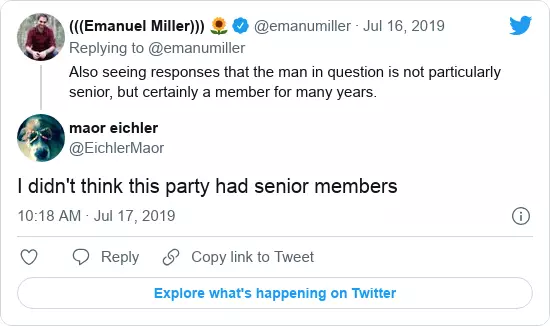 (((Emanuel Miller))) 🌻 @emanumiller · Jul 16, 2019
Replying to @emanumiller
Also seeing responses that the man in question is not particularly
senior, but certainly a member for many years.
maor eichler
@EichlerMaor
I didn't think this party had senior members
10:18 AM · Jul 17, 2019
Reply
Copy link to Tweet
Explore what's happening on Twitter